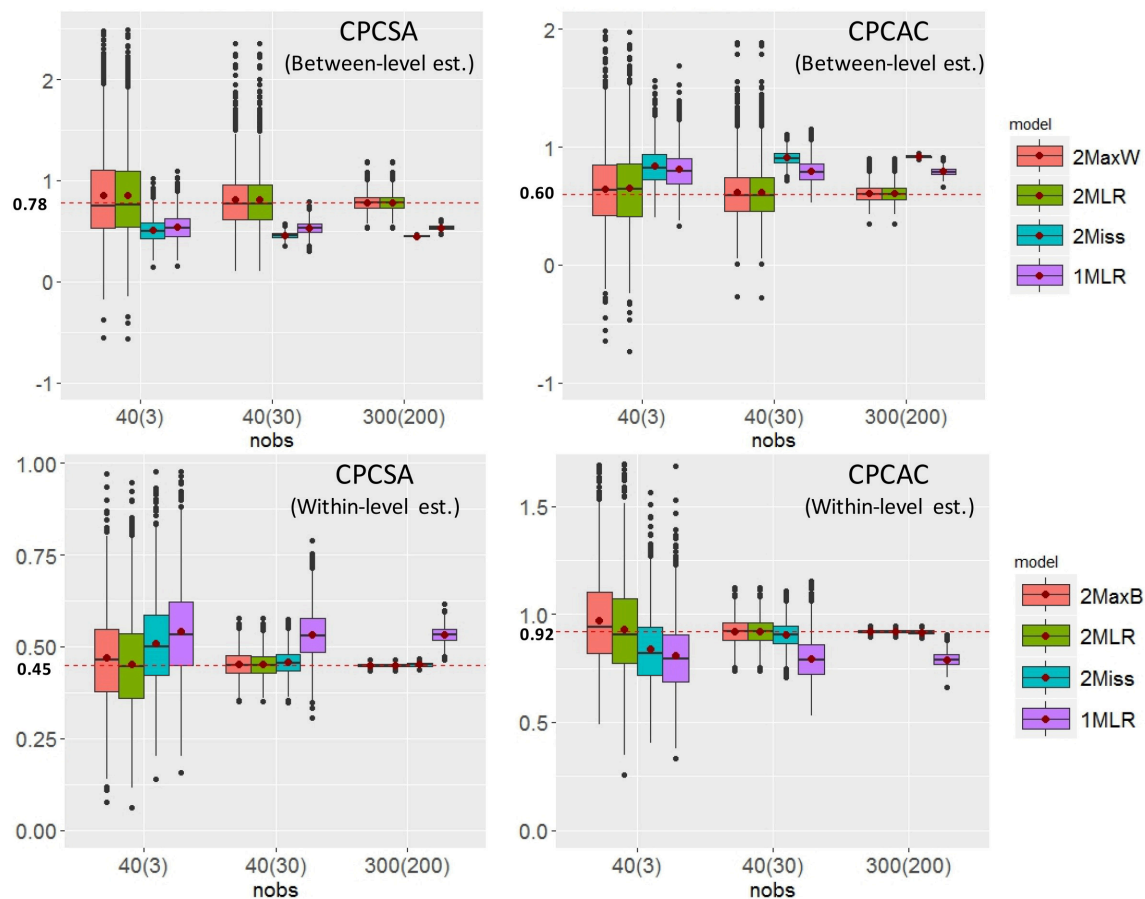 CPCSA
(Between-level est.)
2
1
0.78
0
-1
40(3) 40(30) 300(200)
nobs
CPCAC
(Between-level est.)
2
1
0.60
0
-1
40(3) 40(30) 300(200)
nobs
model
2MaxW
2MLR
2Miss
1MLR
CPCSA
(Within-level est.)
1.00
0.75
0.50
0.45
0.25
0.00
40(3) 40(30) 300(200)
nobs
CPCAC
(Within-level est.)
1.5
1.0
0.92
0.5
0.0
40(3) 40(30) 300(200)
nobs
model
2MaxB
2MLR
2Miss
1MLR